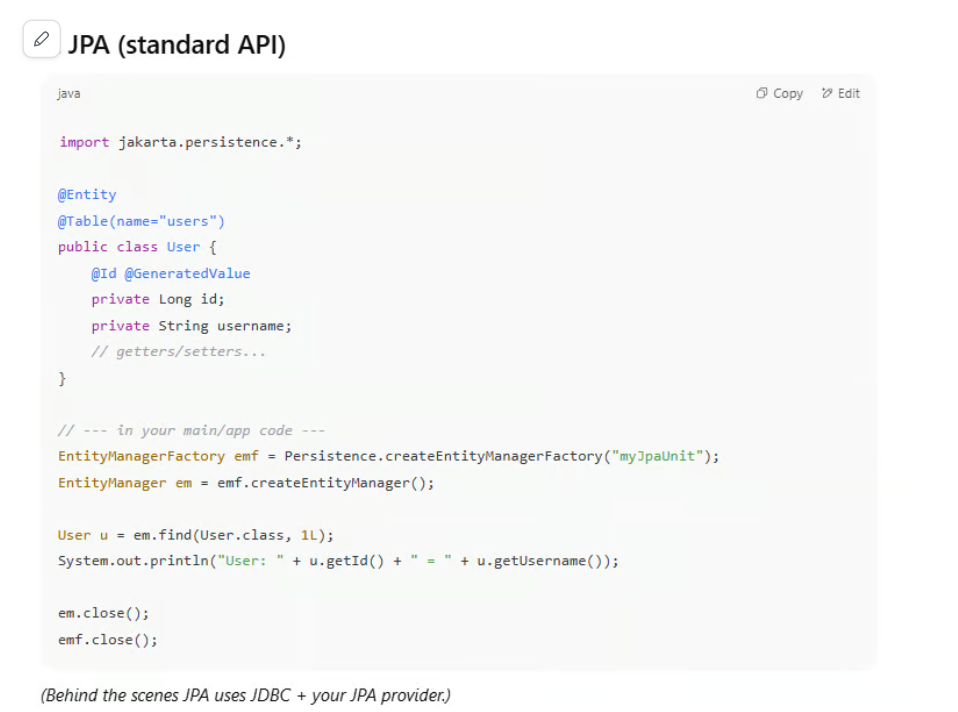 JPA (standard API)
java
Copy
Edit
import jakarta.persistence.*;
@Entity
@Table(name="users")
public class User {
    @Id @GeneratedValue
    private Long id;
    private String username;
    // getters/setters...
}
// --- in your main/app code ---
EntityManagerFactory emf = Persistence.createEntityManagerFactory("myJpaUnit");
EntityManager em = emf.createEntityManager();
User u = em.find(User.class, 1L);
System.out.println("User: " + u.getId() + " = " + u.getUsername());
em.close();
emf.close();
(Behind the scenes JPA uses JDBC + your JPA provider.)